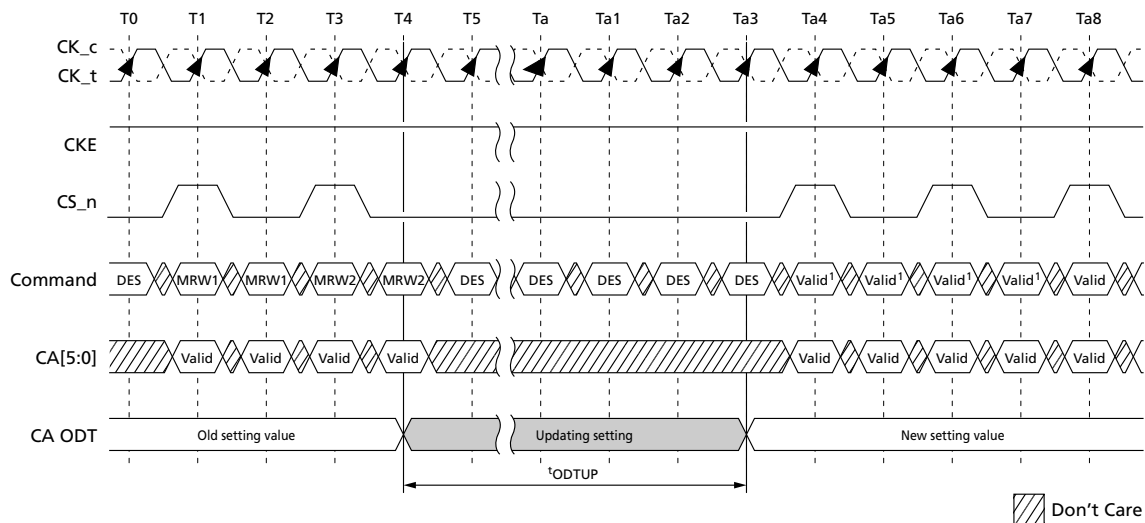 T0 T1 T2 T3 T4 T5 Ta Ta1 Ta2 Ta3 Ta4 Ta5 Ta6 Ta7 Ta8
CK_c
CK_t
CKE
CS_n
Command DES MRW1 MRW1 MRW2 MRW2 DES DES DES DES DES Valid¹ Valid¹ Valid¹ Valid¹ Valid
CA[5:0] Valid Valid Valid Valid Valid Valid Valid Valid Valid
CA ODT Old setting value Updating setting New setting value
ᵗODTUP
Don't Care